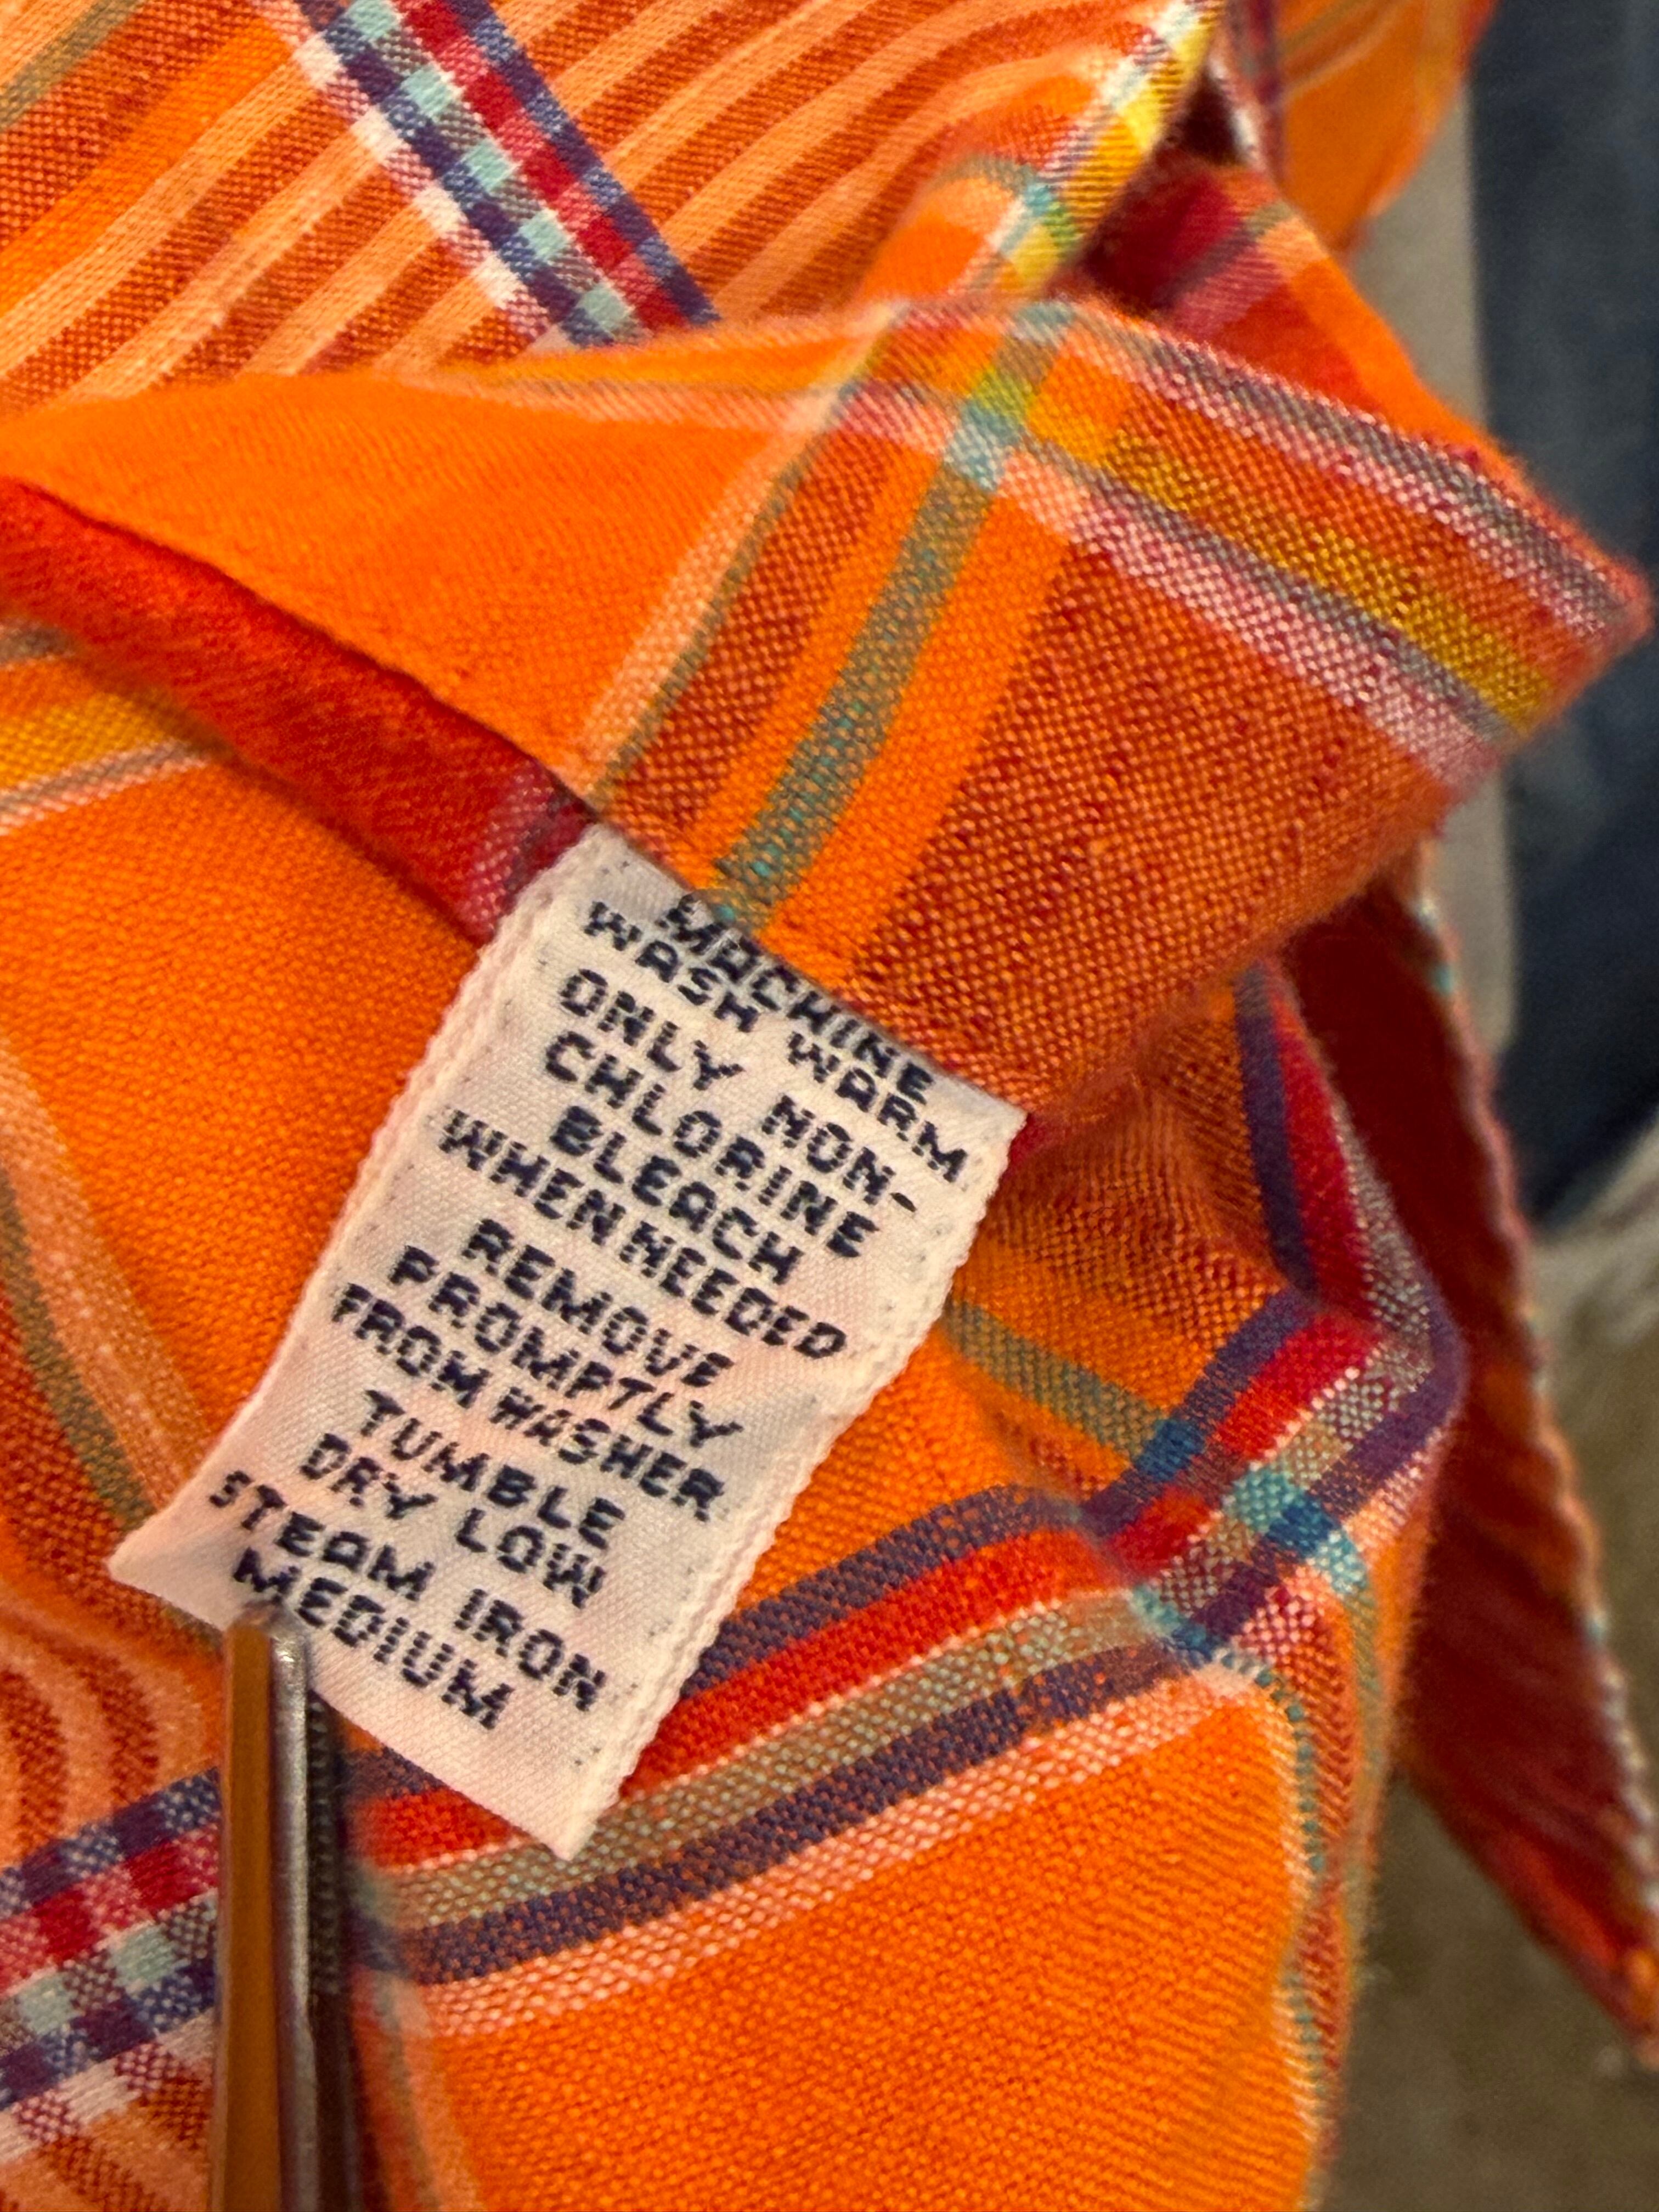 MACHINE
WASH WARM
ONLY NON-
CHLORINE
BLEACH
WHEN NEEDED
REMOVE
PROMPTLY
FROM WASHER
TUMBLE
DRY LOW
STEAM IRON
MEDIUM